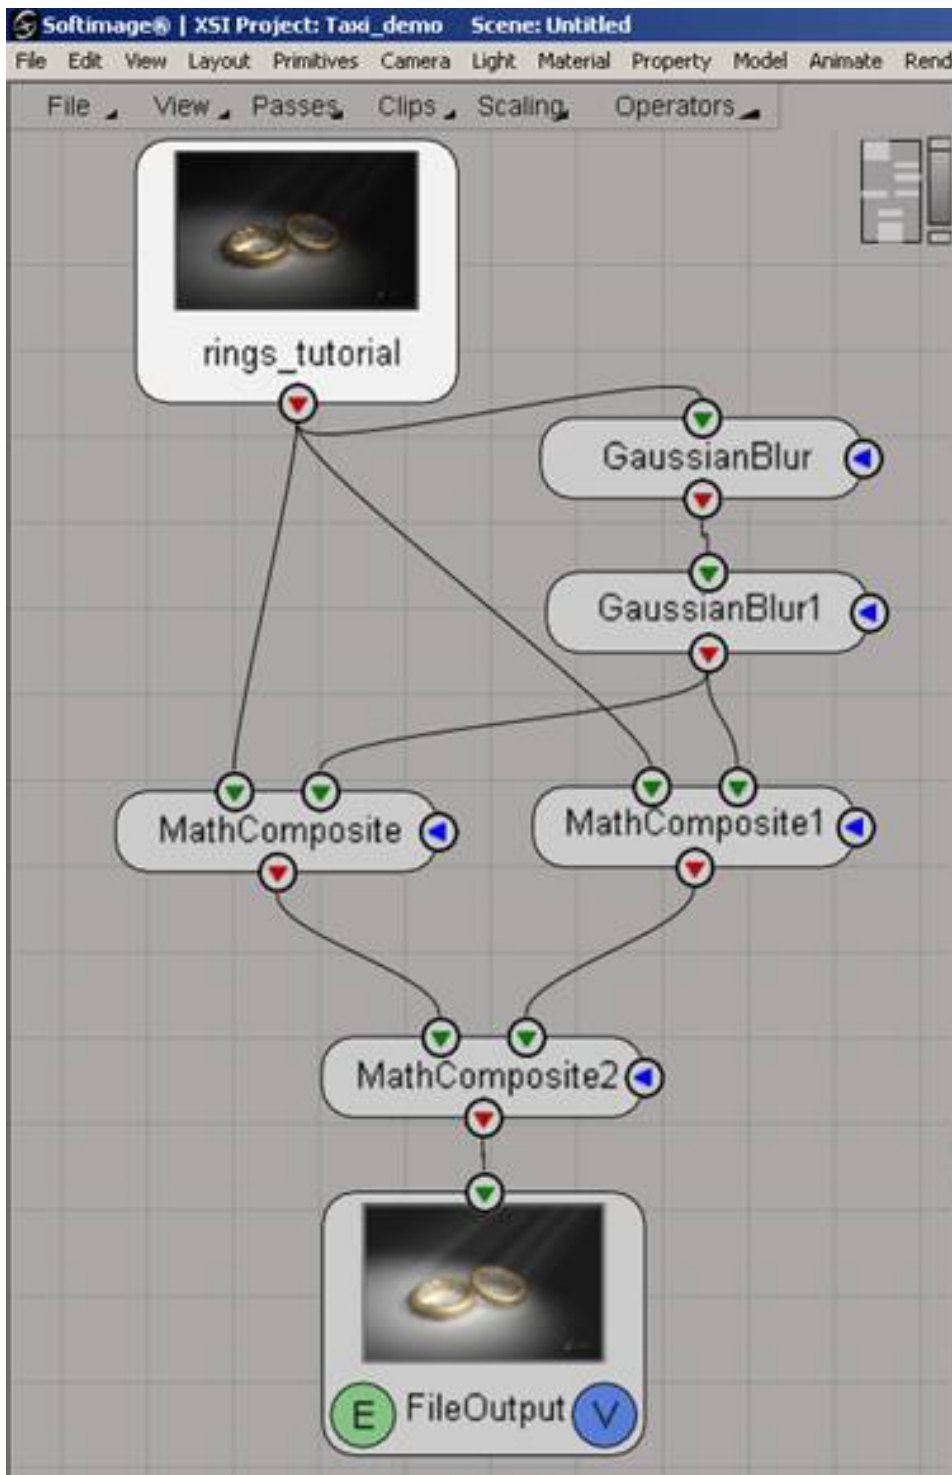 Softimage® | XSI Project: Taxi_demo Scene: Untitled
File Edit View Layout Primitives Camera Light Material Property Model Animate Rend
File View Passes Clips Scaling Operators
rings_tutorial
GaussianBlur
GaussianBlur1
MathComposite
MathComposite1
MathComposite2
E FileOutput V